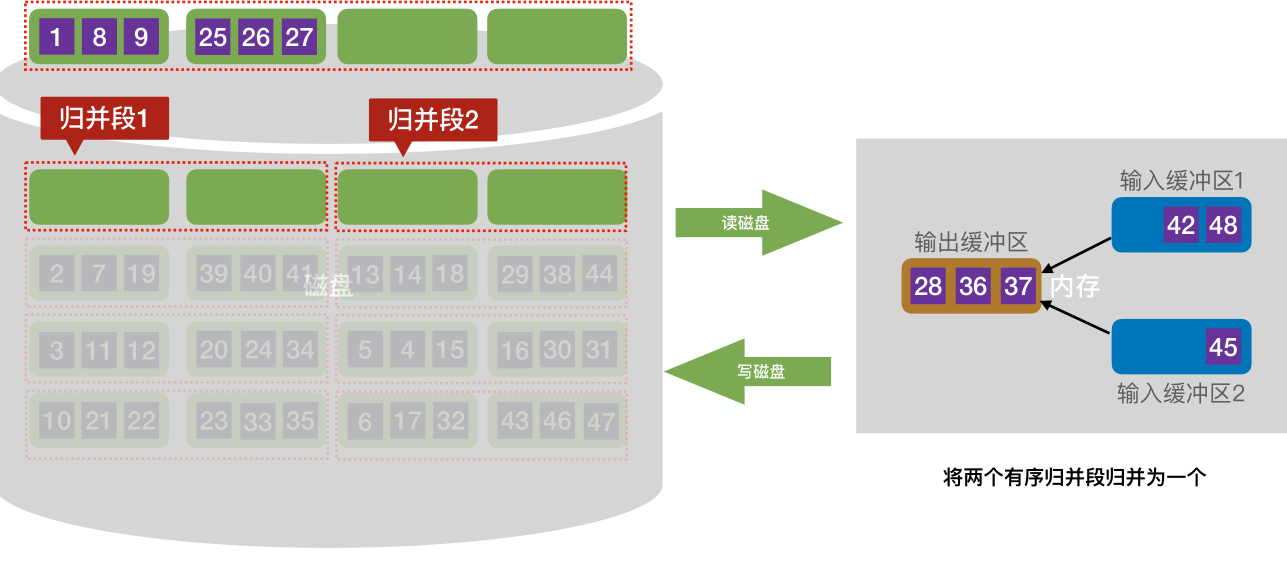 1 8 9 25 26 27
归并段1 归并段2
2 7 19 39 40 41 13 14 18 29 38 44
磁盘
3 11 12 20 24 34 5 4 15 16 30 31
10 21 22 23 33 35 6 17 32 43 46 47
读磁盘
写磁盘
输入缓冲区1
42 48
输出缓冲区
28 36 37
内存
45
输入缓冲区2
将两个有序归并段归并为一个